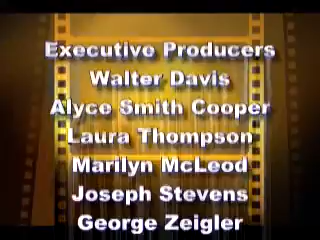 Executive Producers
Walter Davis
Alyce Smith Cooper
Laura Thompson
Marilyn McLeod
Joseph Stevens
George Zeigler